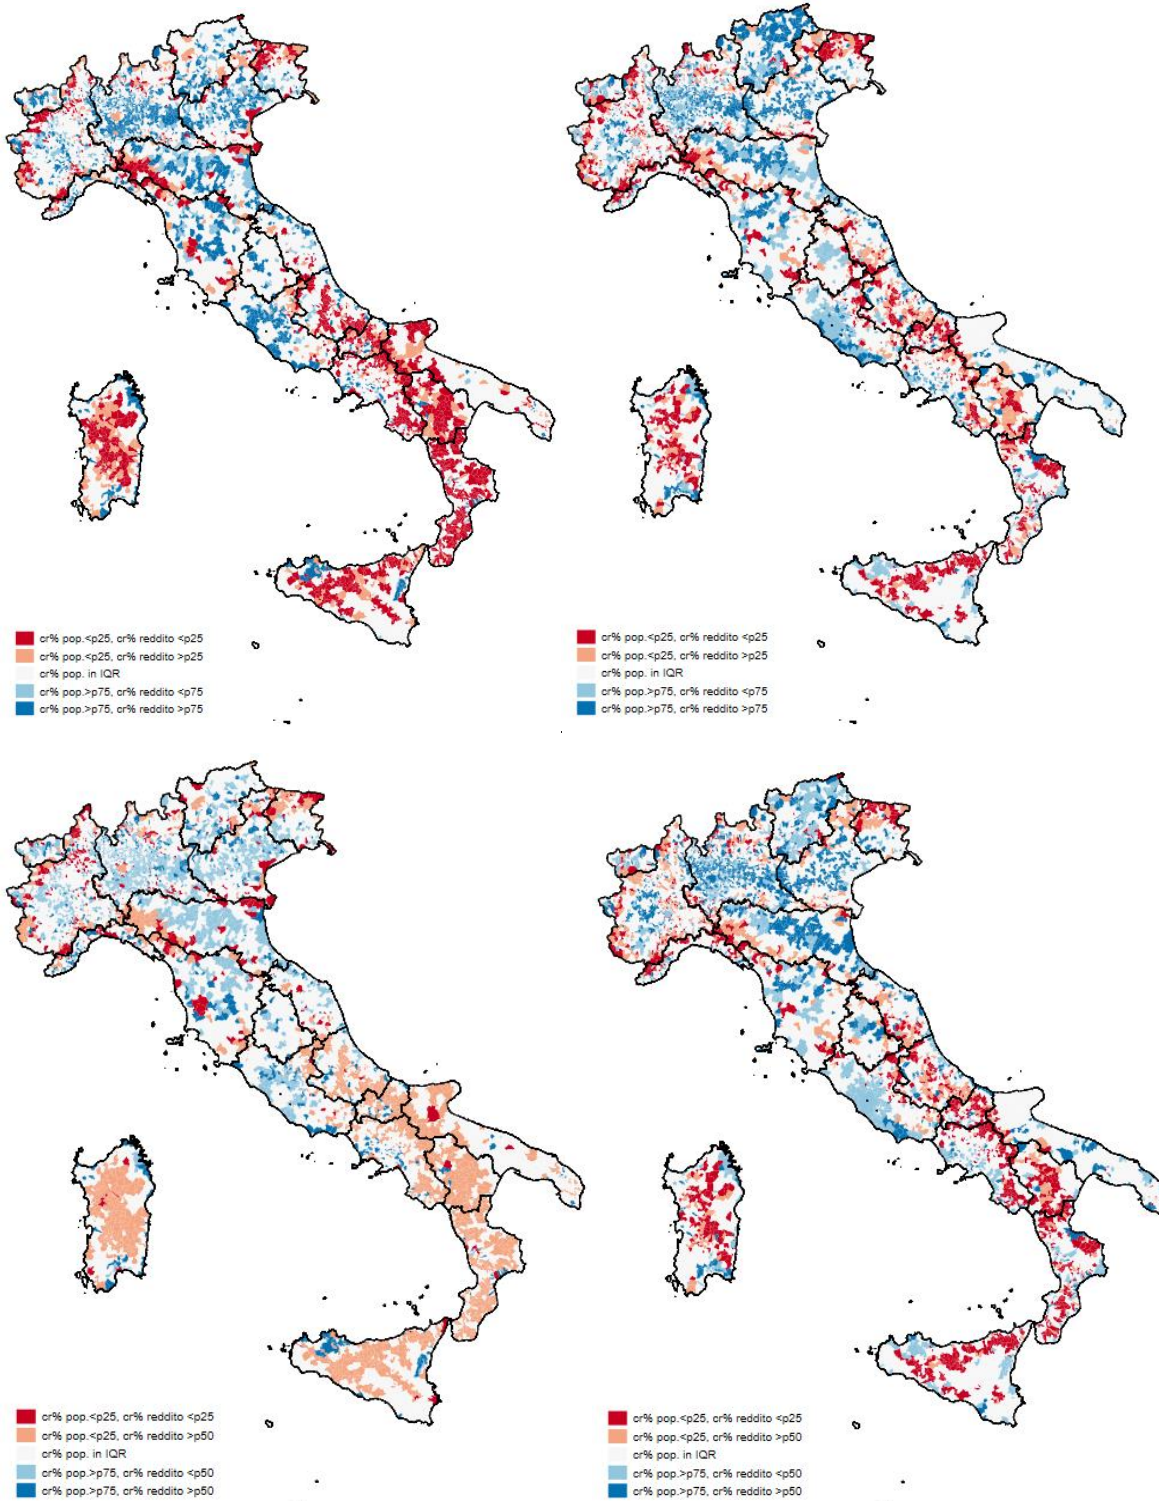 cr% pop.<p25, cr% reddito <p25
cr% pop.<p25, cr% reddito >p25
cr% pop. in IQR
cr% pop.>p75, cr% reddito <p75
cr% pop.>p75, cr% reddito >p75
cr% pop.<p25, cr% reddito <p25
cr% pop.<p25, cr% reddito >p25
cr% pop. in IQR
cr% pop.>p75, cr% reddito <p75
cr% pop.>p75, cr% reddito >p75
cr% pop.<p25, cr% reddito <p25
cr% pop.<p25, cr% reddito >p50
cr% pop. in IQR
cr% pop.>p75, cr% reddito <p50
cr% pop.>p75, cr% reddito >p50
cr% pop.<p25, cr% reddito <p25
cr% pop.<p25, cr% reddito >p50
cr% pop. in IQR
cr% pop.>p75, cr% reddito <p50
cr% pop.>p75, cr% reddito >p50